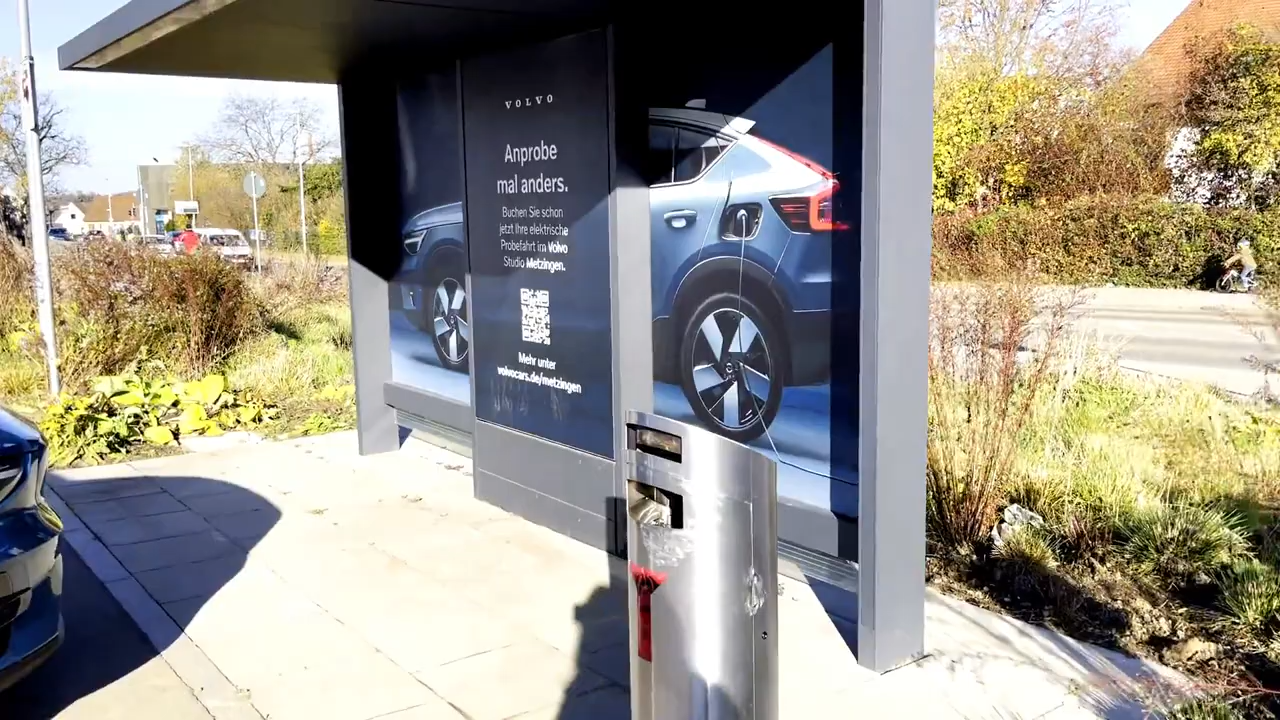 VOLVO
Anprobe
mal anders.
Buchen Sie schon
jetzt Ihre elektrische
Probefahrt im Volvo
Studio Metzingen.
Mehr unter
volvocars.de/metzingen